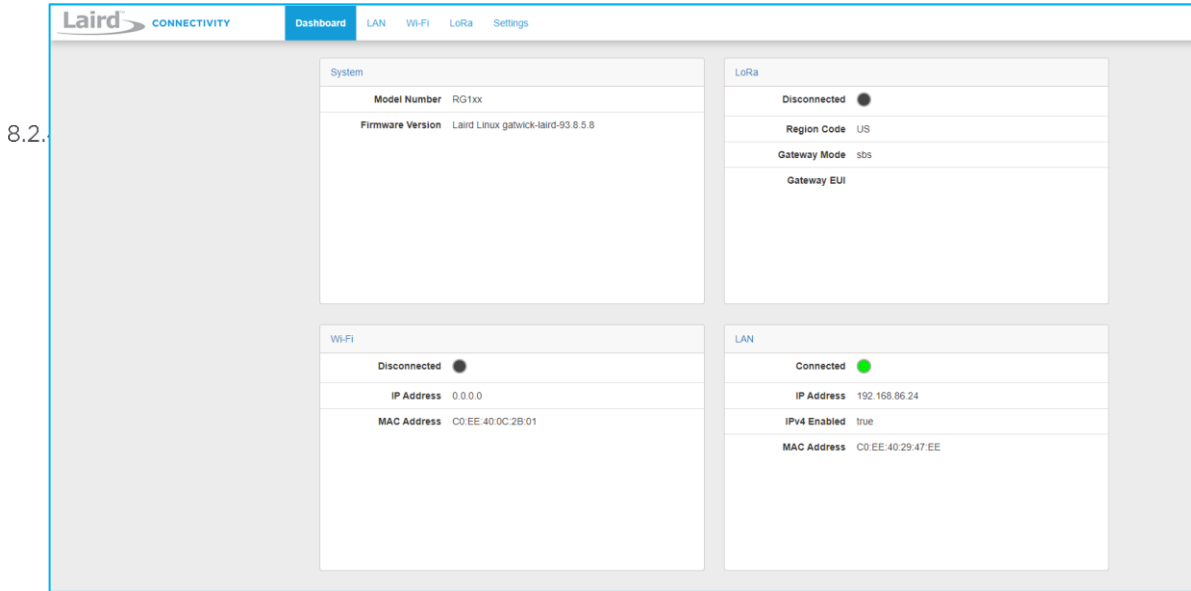 Laird CONNECTIVITY
Dashboard LAN Wi-Fi LoRa Settings
8.2.
System
Model Number RG1xx
Firmware Version Laird Linux gatwick-laird-93.8.5.8
LoRa
Disconnected
Region Code US
Gateway Mode sbs
Gateway EUI
Wi-Fi
Disconnected
IP Address 0.0.0.0
MAC Address C0:EE:40:0C:2B:01
LAN
Connected
IP Address 192.168.86.24
IPv4 Enabled true
MAC Address C0:EE:40:29:47:EE